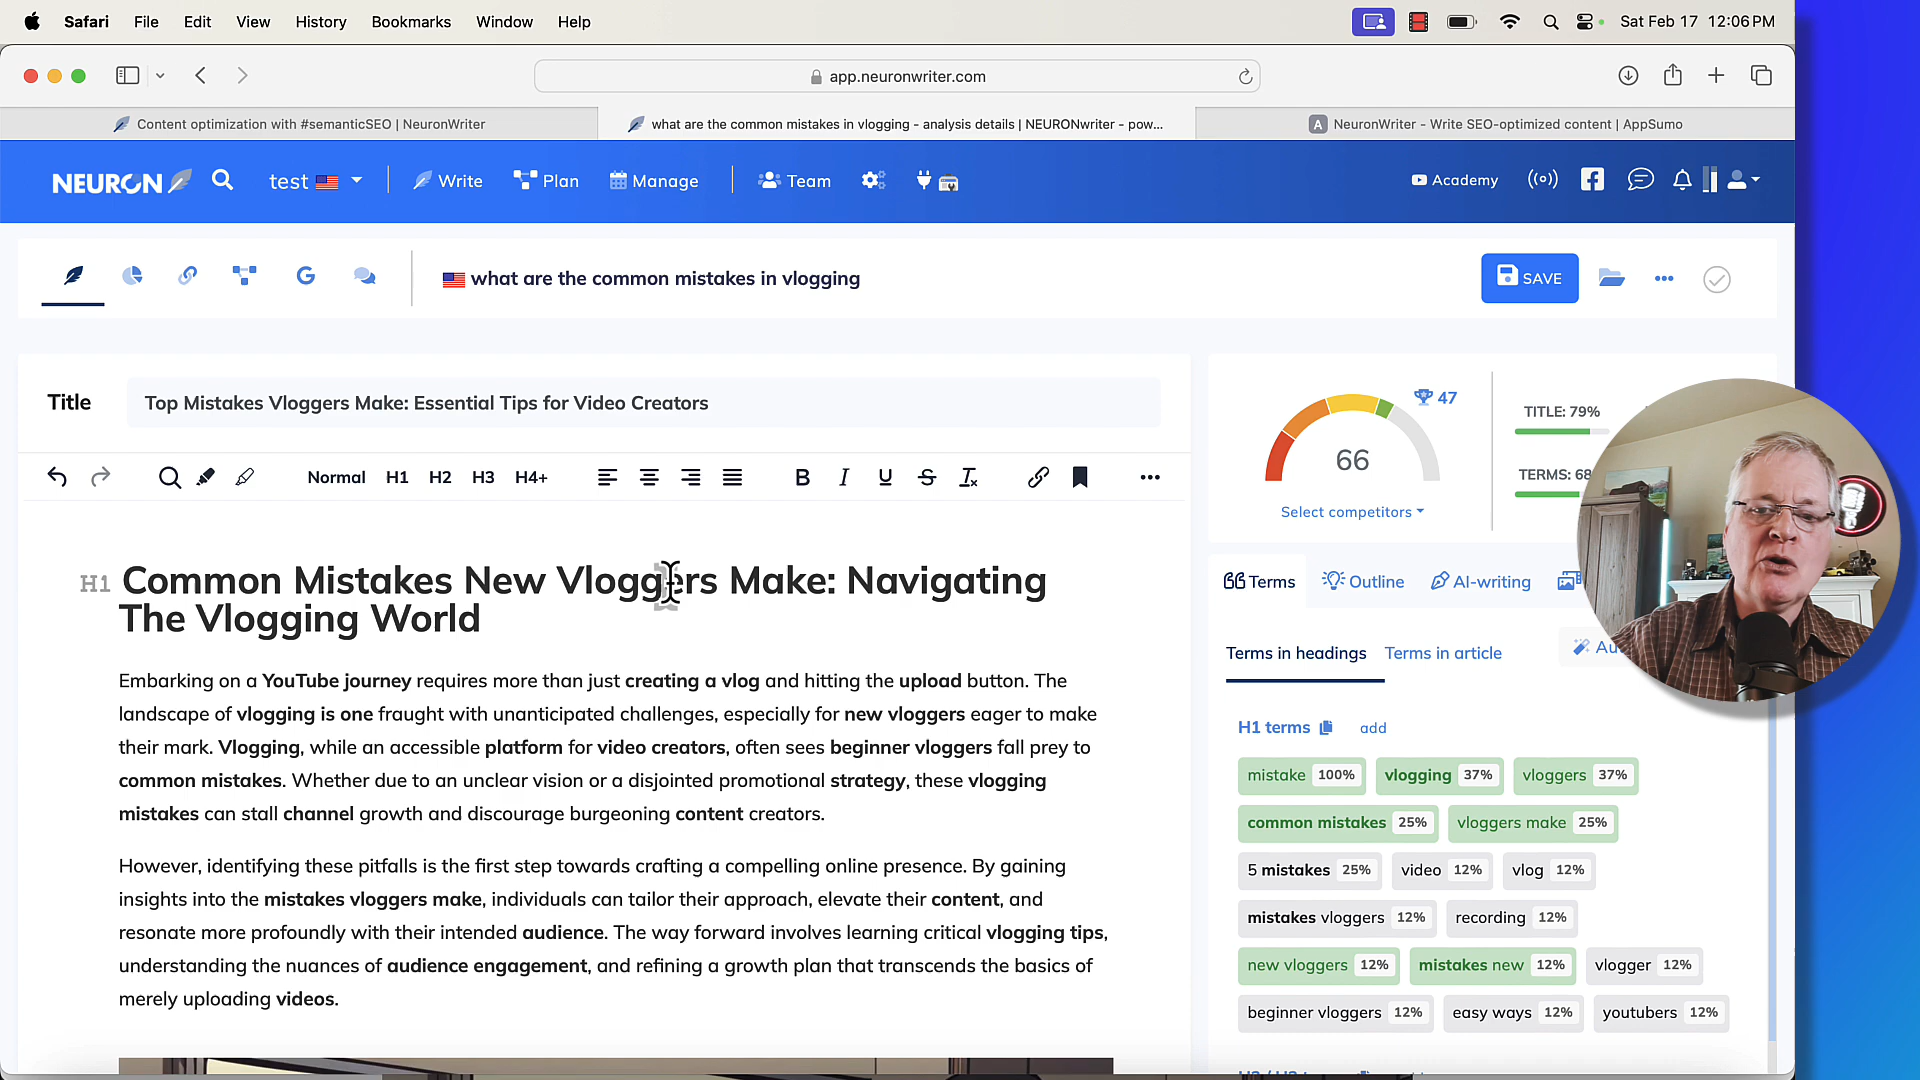 Safari File Edit View History Bookmarks Window Help Sat Feb 17 12:06 PM
app.neuronwriter.com
Content optimization with #semanticSEO | NeuronWriter
what are the common mistakes in vlogging - analysis details | NEURONwriter - pow...
A NeuronWriter - Write SEO-optimized content | AppSumo
NEURON test Write Plan Manage Team Academy
what are the common mistakes in vlogging
SAVE
Title
Top Mistakes Vloggers Make: Essential Tips for Video Creators
Normal H1 H2 H3 H4+ B I U S
H1 Common Mistakes New Vloggers Make: Navigating
The Vlogging World
Embarking on a YouTube journey requires more than just creating a vlog and hitting the upload button. The
landscape of vlogging is one fraught with unanticipated challenges, especially for new vloggers eager to make
their mark. Vlogging, while an accessible platform for video creators, often sees beginner vloggers fall prey to
common mistakes. Whether due to an unclear vision or a disjointed promotional strategy, these vlogging
mistakes can stall channel growth and discourage burgeoning content creators.
However, identifying these pitfalls is the first step towards crafting a compelling online presence. By gaining
insights into the mistakes vloggers make, individuals can tailor their approach, elevate their content, and
resonate more profoundly with their intended audience. The way forward involves learning critical vlogging tips,
understanding the nuances of audience engagement, and refining a growth plan that transcends the basics of
merely uploading videos.
47
66
Select competitors
TITLE: 79%
TERMS: 68
Terms Outline AI-writing
Terms in headings Terms in article
H1 terms add
mistake 100% vlogging 37% vloggers 37%
common mistakes 25% vloggers make 25%
5 mistakes 25% video 12% vlog 12%
mistakes vloggers 12% recording 12%
new vloggers 12% mistakes new 12% vlogger 12%
beginner vloggers 12% easy ways 12% youtubers 12%